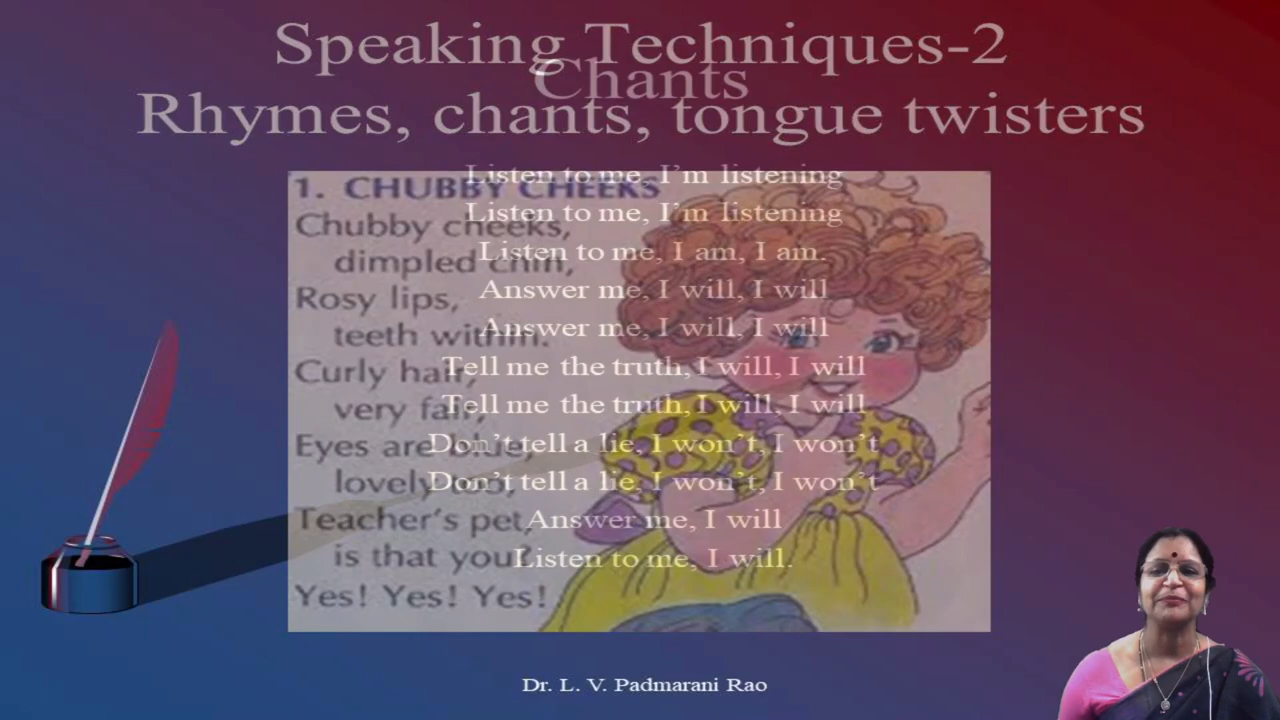 Speaking Techniques-2
Chants
Rhymes, chants, tongue twisters
Listen to me, I'm listening
Listen to me, I'm listening
Listen to me, I am, I am.
Answer me, I will, I will
Answer me, I will, I will
Tell me the truth, I will, I will
Tell me the truth, I will, I will
Don't tell a lie, I won't, I won't
Don't tell a lie, I won't, I won't
Answer me, I will
Listen to me, I will.
1. CHUBBY CHEEKS
Chubby cheeks,
dimpled chin,
Rosy lips,
teeth within.
Curly hair,
very fair,
Eyes are blue,
lovely too,
Teacher's pet,
is that you?
Yes! Yes! Yes!
Dr. L. V. Padmarani Rao